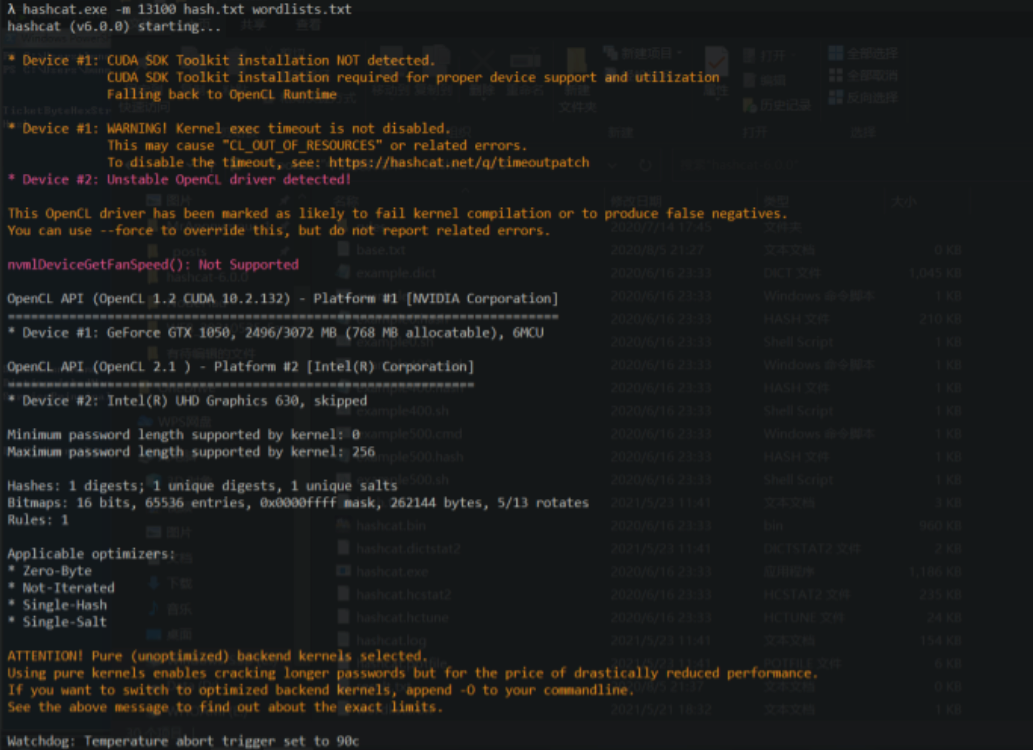 λ hashcat.exe -m 13100 hash.txt wordlists.txt
hashcat (v6.0.0) starting...
* Device #1: CUDA SDK Toolkit installation NOT detected.
CUDA SDK Toolkit installation required for proper device support and utilization
Falling back to OpenCL Runtime
* Device #1: WARNING! Kernel exec timeout is not disabled.
This may cause "CL_OUT_OF_RESOURCES" or related errors.
To disable the timeout, see: https://hashcat.net/q/timeoutpatch
* Device #2: Unstable OpenCL driver detected!
This OpenCL driver has been marked as likely to fail kernel compilation or to produce false negatives.
You can use --force to override this, but do not report related errors.
nvmlDeviceGetFanSpeed(): Not Supported
OpenCL API (OpenCL 1.2 CUDA 10.2.132) - Platform #1 [NVIDIA Corporation]
========================================================================
* Device #1: GeForce GTX 1050, 2496/3072 MB (768 MB allocatable), 6MCU
OpenCL API (OpenCL 2.1 ) - Platform #2 [Intel(R) Corporation]
=============================================================
* Device #2: Intel(R) UHD Graphics 630, skipped
Minimum password length supported by kernel: 0
Maximum password length supported by kernel: 256
Hashes: 1 digests; 1 unique digests, 1 unique salts
Bitmaps: 16 bits, 65536 entries, 0x0000ffff mask, 262144 bytes, 5/13 rotates
Rules: 1
Applicable optimizers:
* Zero-Byte
* Not-Iterated
* Single-Hash
* Single-Salt
ATTENTION! Pure (unoptimized) backend kernels selected.
Using pure kernels enables cracking longer passwords but for the price of drastically reduced performance.
If you want to switch to optimized backend kernels, append -O to your commandline.
See the above message to find out about the exact limits.
Watchdog: Temperature abort trigger set to 90c